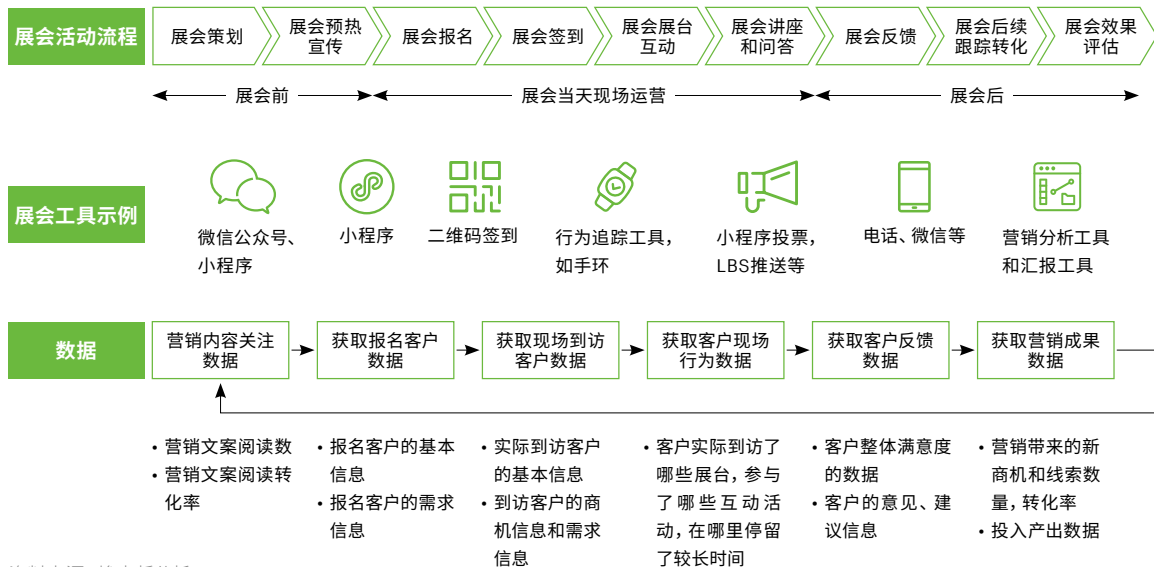 展会活动流程
展会策划
展会预热
宣传
展会报名
展会签到
展会展台
互动
展会讲座
和问答
展会反馈
展会后续
跟踪转化
展会效果
评估
展会前
展会当天现场运营
展会后
展会工具示例
微信公众号、
小程序
小程序
二维码签到
行为追踪工具，
如手环
小程序投票，
LBS推送等
电话、微信等
营销分析工具
和汇报工具
数据
营销内容关注
数据
获取报名客户
数据
获取现场到访
客户数据
获取客户现场
行为数据
获取客户反馈
数据
获取营销成果
数据
• 营销文案阅读数
• 营销文案阅读转
化率
• 报名客户的基本
信息
• 报名客户的需求
信息
• 实际到访客户
的基本信息
• 到访客户的商
机信息和需求
信息
• 客户实际到访了
哪些展台，参与
了哪些互动活
动，在哪里停留
了较长时间
• 客户整体满意度
的数据
• 客户的意见、建
议信息
• 营销带来的新
商机和线索数
量，转化率
• 投入产出数据